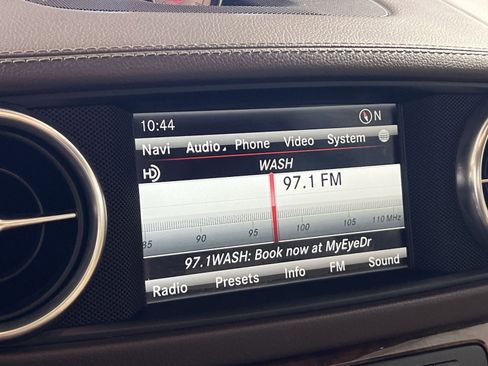 10:44 N
Navi Audio Phone Video System
HD WASH
97.1 FM
85 90 95 100 105 110 MHz
97.1WASH: Book now at MyEyeDr
Radio Presets Info FM Sound